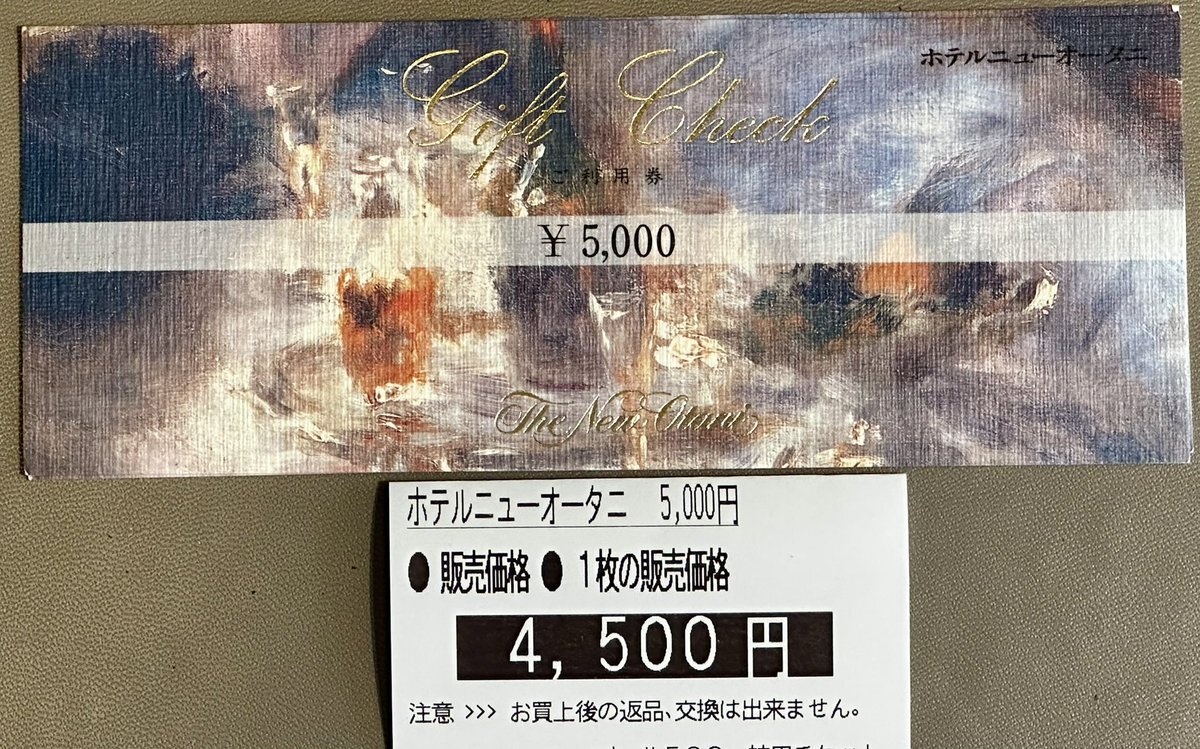 Gift Check
ホテルニューオータニ
ご利用券
¥ 5,000
The New Otani
ホテルニューオータニ 5,000円
● 販売価格 ● 1枚の販売価格
4,500円
注意 >>> お買上後の返品、交換は出来ません。